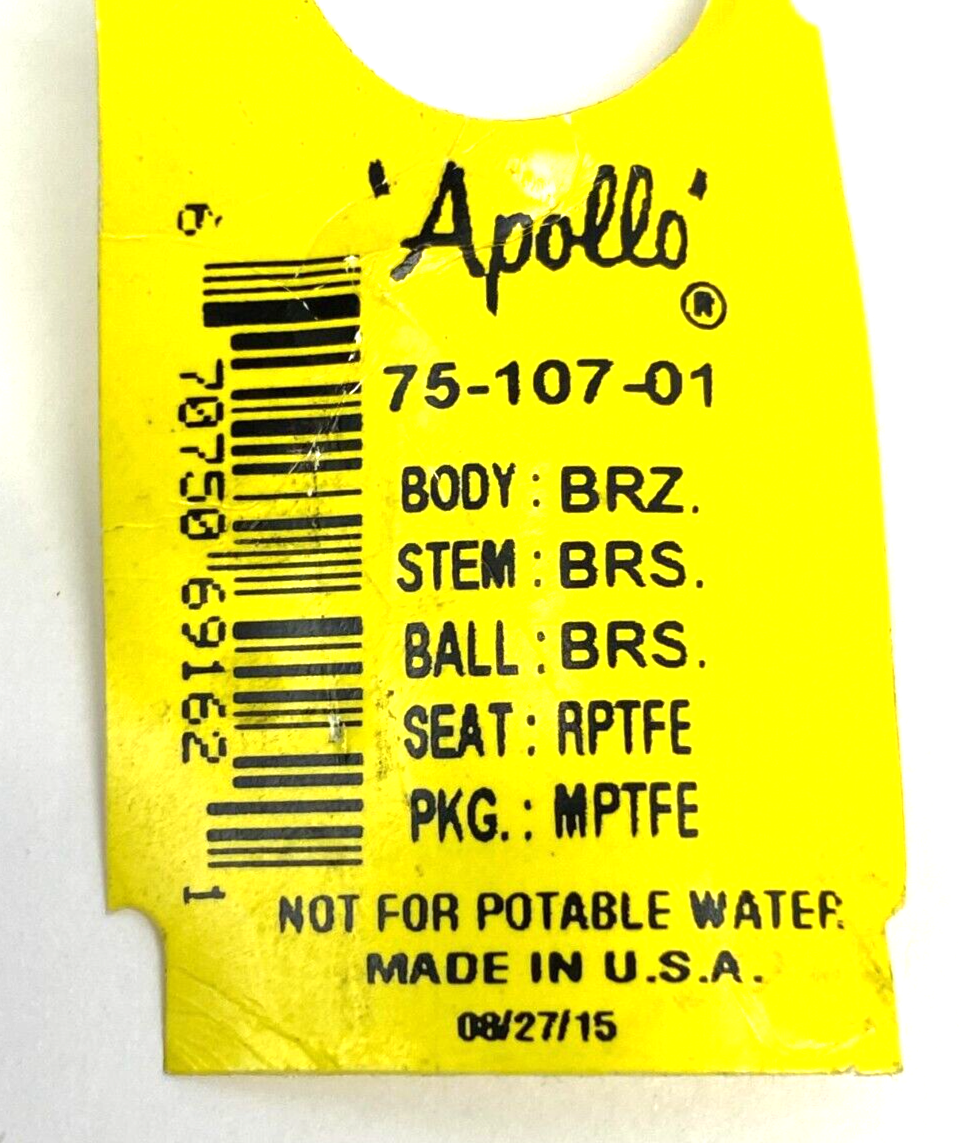 'Apollo'
®
75-107-01
BODY : BRZ.
STEM : BRS.
BALL : BRS.
SEAT : RPTFE
PKG. : MPTFE
NOT FOR POTABLE WATER
MADE IN U.S.A.
08/27/15
6 70750 69162 1